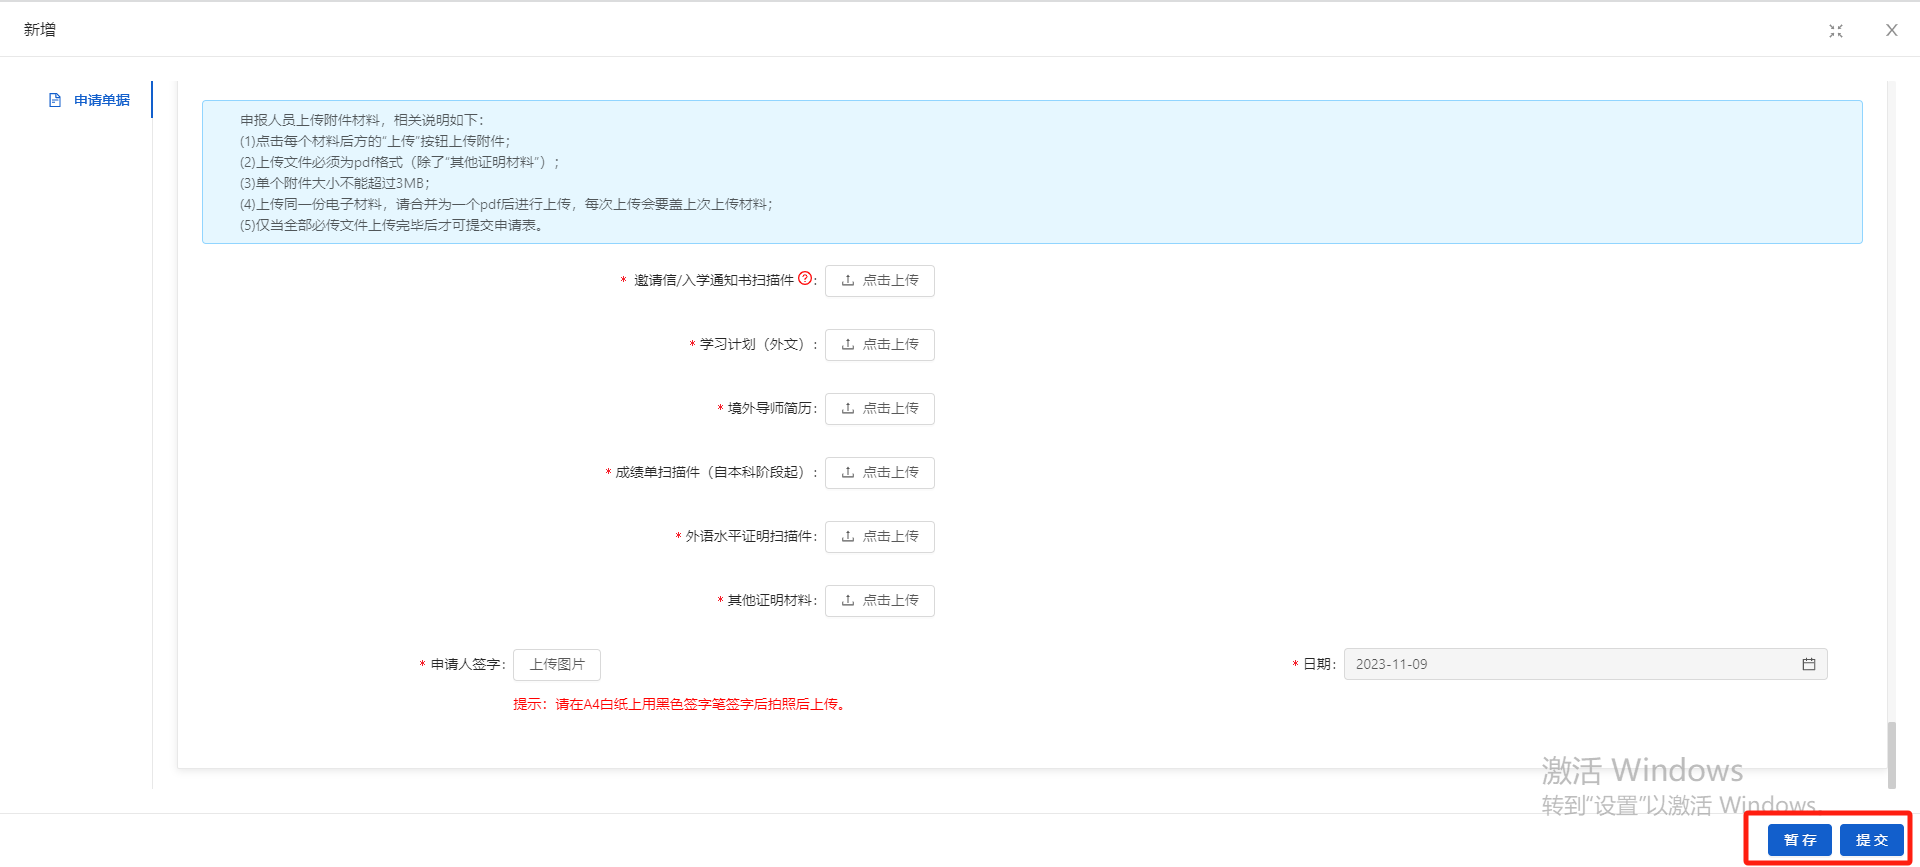 新增
X
申请单据
申报人员上传附件材料，相关说明如下：
(1)点击每个材料后方的"上传"按钮上传附件；
(2)上传文件必须为pdf格式（除了"其他证明材料"）；
(3)单个附件大小不能超过3MB；
(4)上传同一份电子材料，请合并为一个pdf后进行上传，每次上传会要盖上次上传材料；
(5)仅当全部必传文件上传完毕后才可提交申请表。
* 邀请信/入学通知书扫描件?: 点击上传
* 学习计划（外文）: 点击上传
* 境外导师简历: 点击上传
* 成绩单扫描件（自本科阶段起）: 点击上传
* 外语水平证明扫描件: 点击上传
* 其他证明材料: 点击上传
* 申请人签字: 上传图片 * 日期: 2023-11-09
提示：请在A4白纸上用黑色签字笔签字后拍照后上传。
激活 Windows
转到"设置"以激活 Windows。
暂存 提交